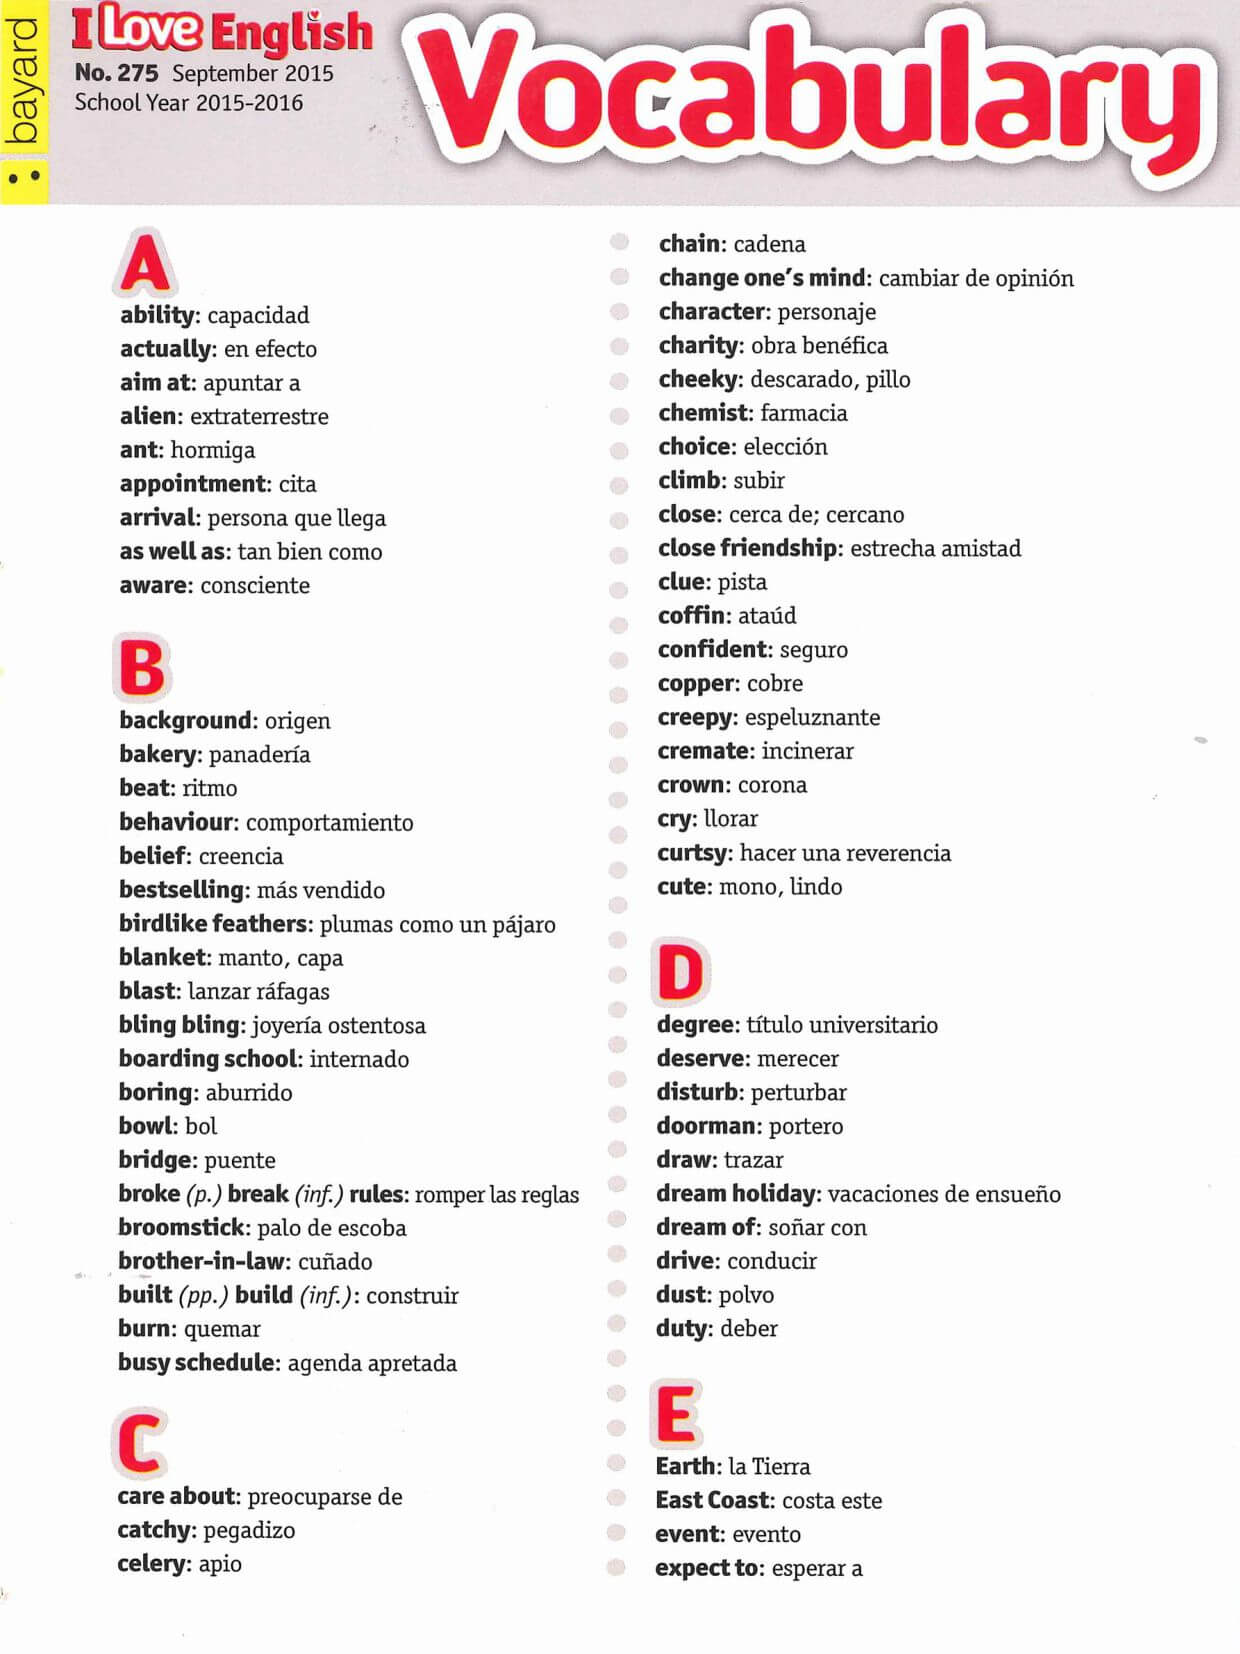 bayard
I Love English
No. 275 September 2015
School Year 2015-2016
Vocabulary
A
ability: capacidad
actually: en efecto
aim at: apuntar a
alien: extraterrestre
ant: hormiga
appointment: cita
arrival: persona que llega
as well as: tan bien como
aware: consciente
B
background: origen
bakery: panadería
beat: ritmo
behaviour: comportamiento
belief: creencia
bestselling: más vendido
birdlike feathers: plumas como un pájaro
blanket: manto, capa
blast: lanzar ráfagas
bling bling: joyería ostentosa
boarding school: internado
boring: aburrido
bowl: bol
bridge: puente
broke (p.) break (inf.) rules: romper las reglas
broomstick: palo de escoba
brother-in-law: cuñado
built (pp.) build (inf.): construir
burn: quemar
busy schedule: agenda apretada
C
care about: preocuparse de
catchy: pegadizo
celery: apio
chain: cadena
change one's mind: cambiar de opinión
character: personaje
charity: obra benéfica
cheeky: descarado, pillo
chemist: farmacia
choice: elección
climb: subir
close: cerca de; cercano
close friendship: estrecha amistad
clue: pista
coffin: ataúd
confident: seguro
copper: cobre
creepy: espeluznante
cremate: incinerar
crown: corona
cry: llorar
curtsy: hacer una reverencia
cute: mono, lindo
D
degree: título universitario
deserve: merecer
disturb: perturbar
doorman: portero
draw: trazar
dream holiday: vacaciones de ensueño
dream of: soñar con
drive: conducir
dust: polvo
duty: deber
E
Earth: la Tierra
East Coast: costa este
event: evento
expect to: esperar a